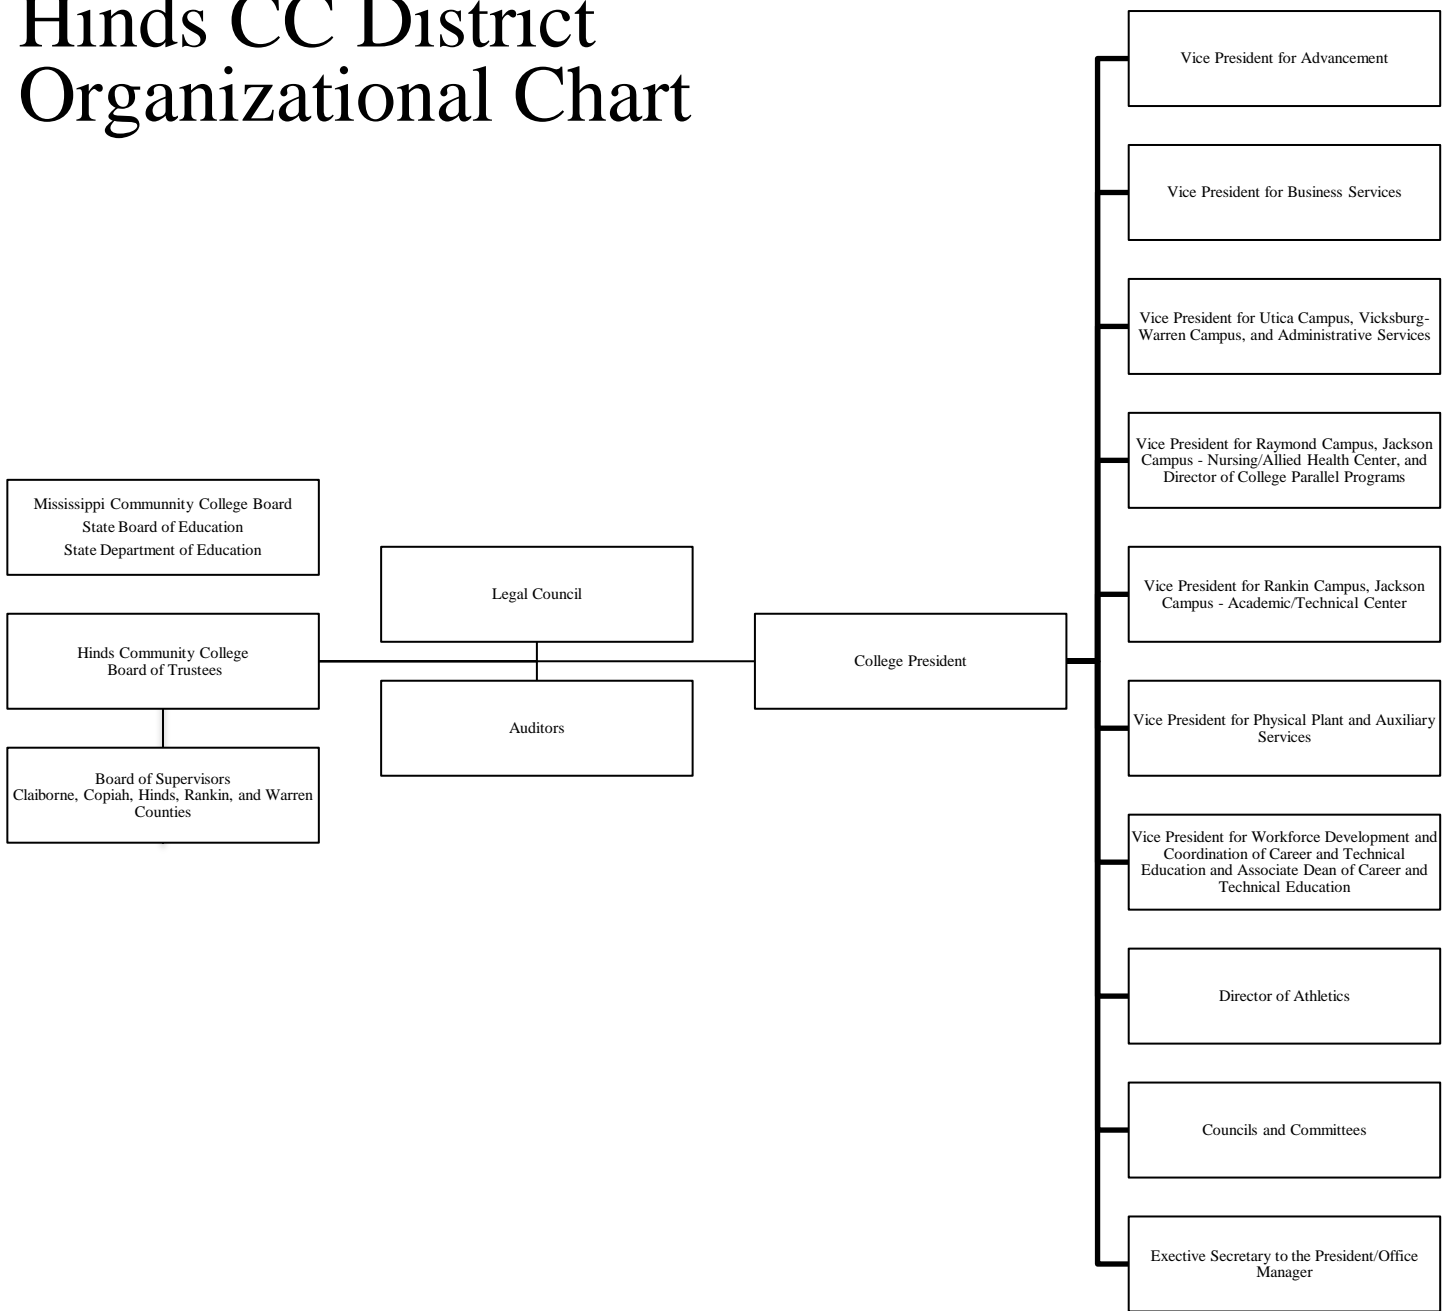 Hinds CC District
Organizational Chart
Mississippi Communnity College Board
State Board of Education
State Department of Education
Hinds Community College
Board of Trustees
Board of Supervisors
Claiborne, Copiah, Hinds, Rankin, and Warren
Counties
Legal Council
Auditors
College President
Vice President for Advancement
Vice President for Business Services
Vice President for Utica Campus, Vicksburg-
Warren Campus, and Administrative Services
Vice President for Raymond Campus, Jackson
Campus - Nursing/Allied Health Center, and
Director of College Parallel Programs
Vice President for Rankin Campus, Jackson
Campus - Academic/Technical Center
Vice President for Physical Plant and Auxiliary
Services
Vice President for Workforce Development and
Coordination of Career and Technical
Education and Associate Dean of Career and
Technical Education
Director of Athletics
Councils and Committees
Exective Secretary to the President/Office
Manager